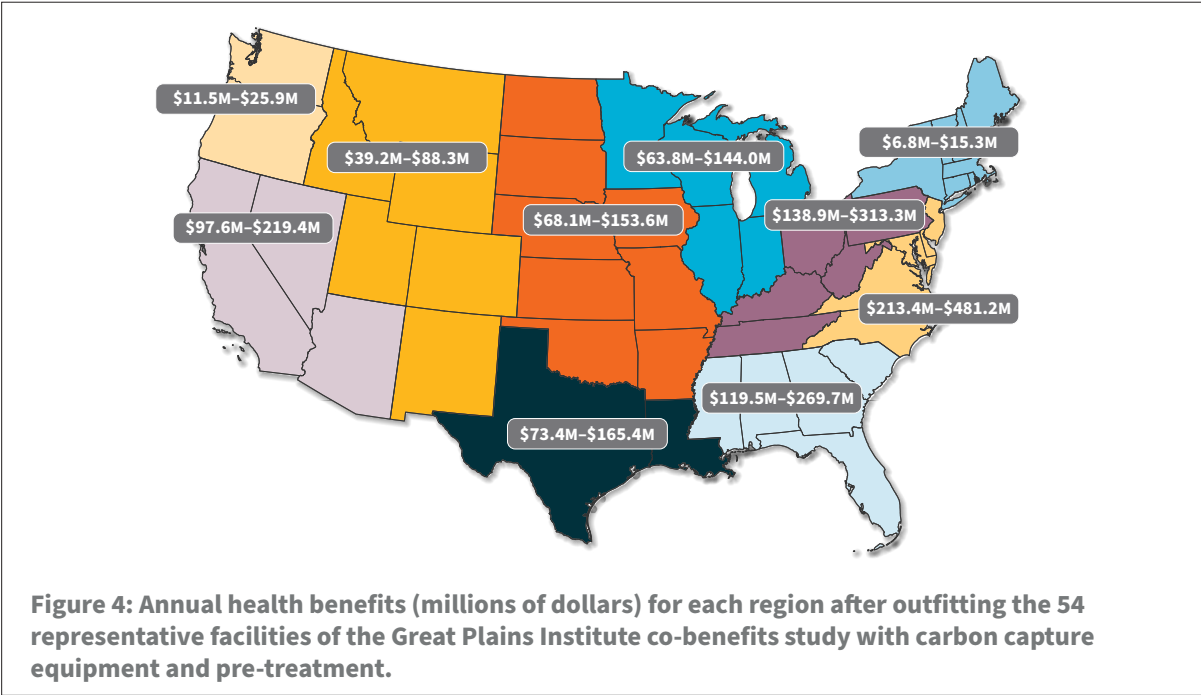 $11.5M–$25.9M
$39.2M–$88.3M
$63.8M–$144.0M
$6.8M–$15.3M
$97.6M–$219.4M
$68.1M–$153.6M
$138.9M–$313.3M
$213.4M–$481.2M
$119.5M–$269.7M
$73.4M–$165.4M
Figure 4: Annual health benefits (millions of dollars) for each region after outfitting the 54
representative facilities of the Great Plains Institute co-benefits study with carbon capture
equipment and pre-treatment.